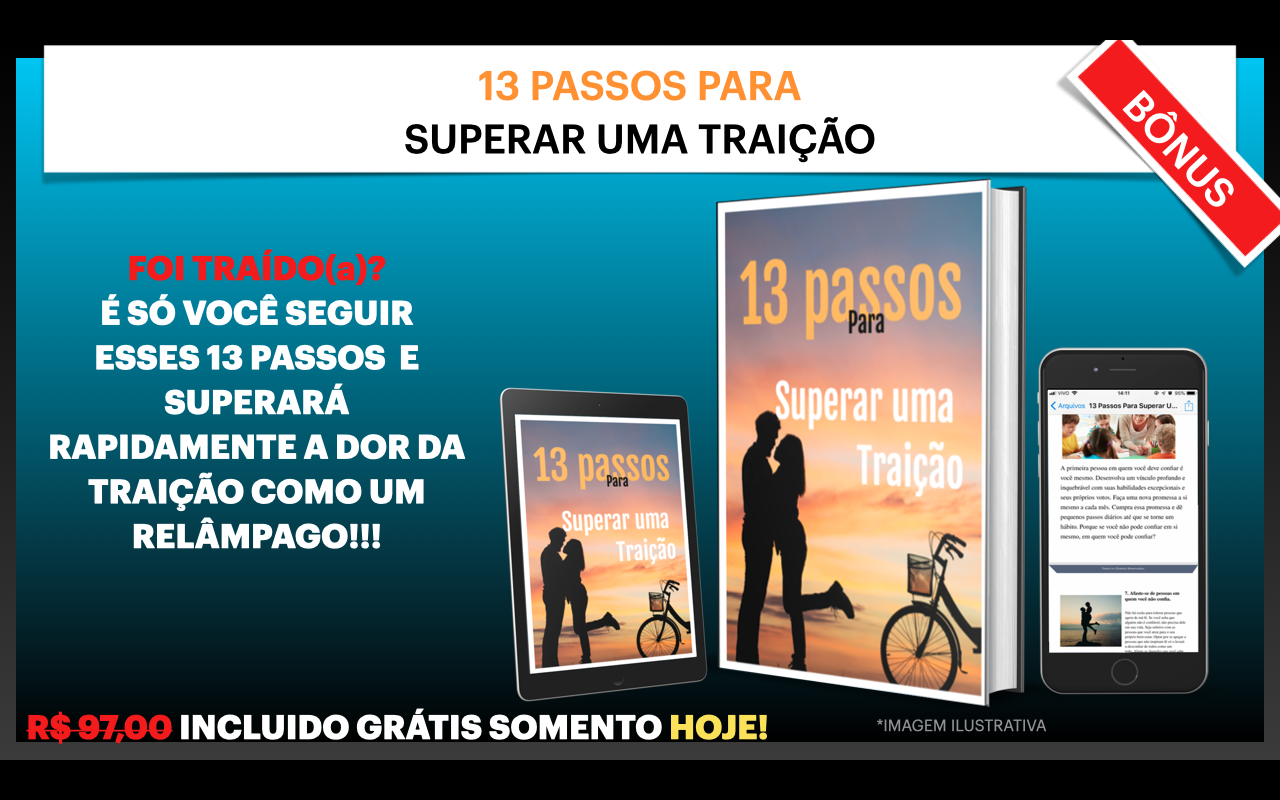 13 PASSOS PARA
SUPERAR UMA TRAIÇÃO
BÔNUS
FOI TRAÍDO(a)?
É SÓ VOCÊ SEGUIR
ESSES 13 PASSOS E
SUPERARÁ
RAPIDAMENTE A DOR DA
TRAIÇÃO COMO UM
RELÂMPAGO!!!
13 passos
Para
Superar uma
Traição
13 passos
Para
Superar uma
Traição
VIVO 14:11 95%
Arquivos 13 Passos Para Superar U...
A primeira pessoa em quem você deve confiar é
você mesmo. Desenvolva um vínculo profundo e
inquebrável com suas habilidades excepcionais e
seus próprios votos. Faça uma nova promessa a si
mesmo a cada mês. Cumpra essa promessa e dê
pequenos passos diários até que se torne um
hábito. Porque se você não pode confiar em si
mesmo, em quem você pode confiar?
7. Afaste-se de pessoas em
quem você não confia.
R$ 97,00 INCLUIDO GRÁTIS SOMENTO HOJE!
*IMAGEM ILUSTRATIVA